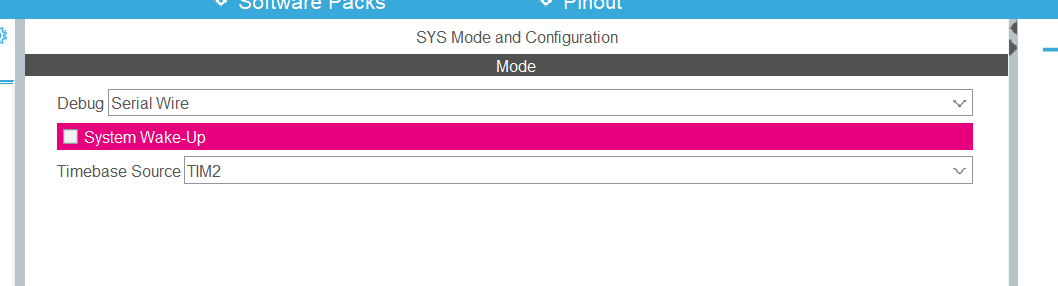 Software Packs
Pinout
SYS Mode and Configuration
Mode
Debug Serial Wire
System Wake-Up
Timebase Source TIM2